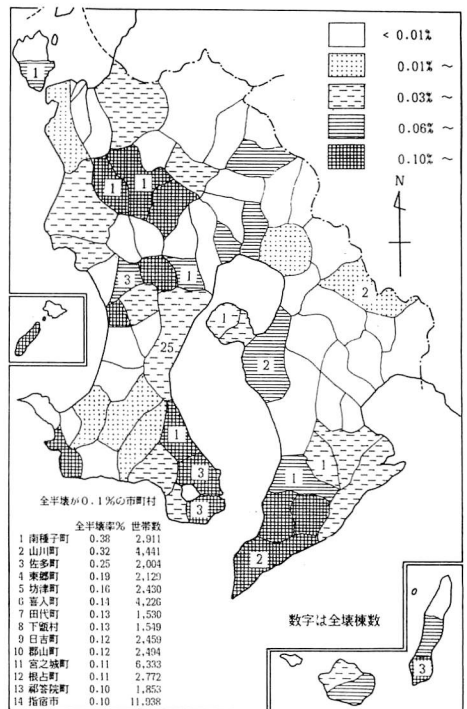 < 0.01%
0.01% ~
0.03% ~
0.06% ~
0.10% ~
N
1
1
1
3
1
1
2
25
2
1
3
3
1
1
2
3
全半壊が0.1%の市町村
全半壊率% 世帯数
1 南種子町 0.38 2,911
2 山川町 0.32 4,441
3 佐多町 0.25 2,004
4 東郷町 0.19 2,129
5 坊津町 0.16 2,430
6 喜入町 0.14 4,226
7 田代町 0.13 1,530
8 下甑村 0.13 1,549
9 日吉町 0.12 2,459
10 郡山町 0.12 2,494
11 宮之城町 0.11 6,333
12 根占町 0.11 2,772
13 祁答院町 0.10 1,853
14 指宿市 0.10 11,938
数字は全壊棟数